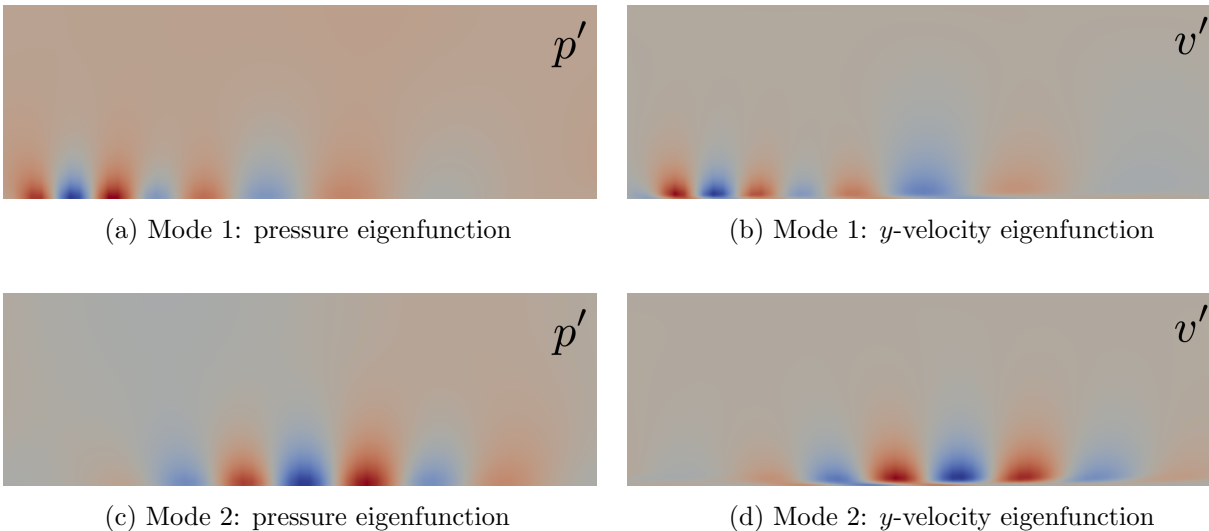 p′
v′
(a) Mode 1: pressure eigenfunction
(b) Mode 1: y-velocity eigenfunction
p′
v′
(c) Mode 2: pressure eigenfunction
(d) Mode 2: y-velocity eigenfunction